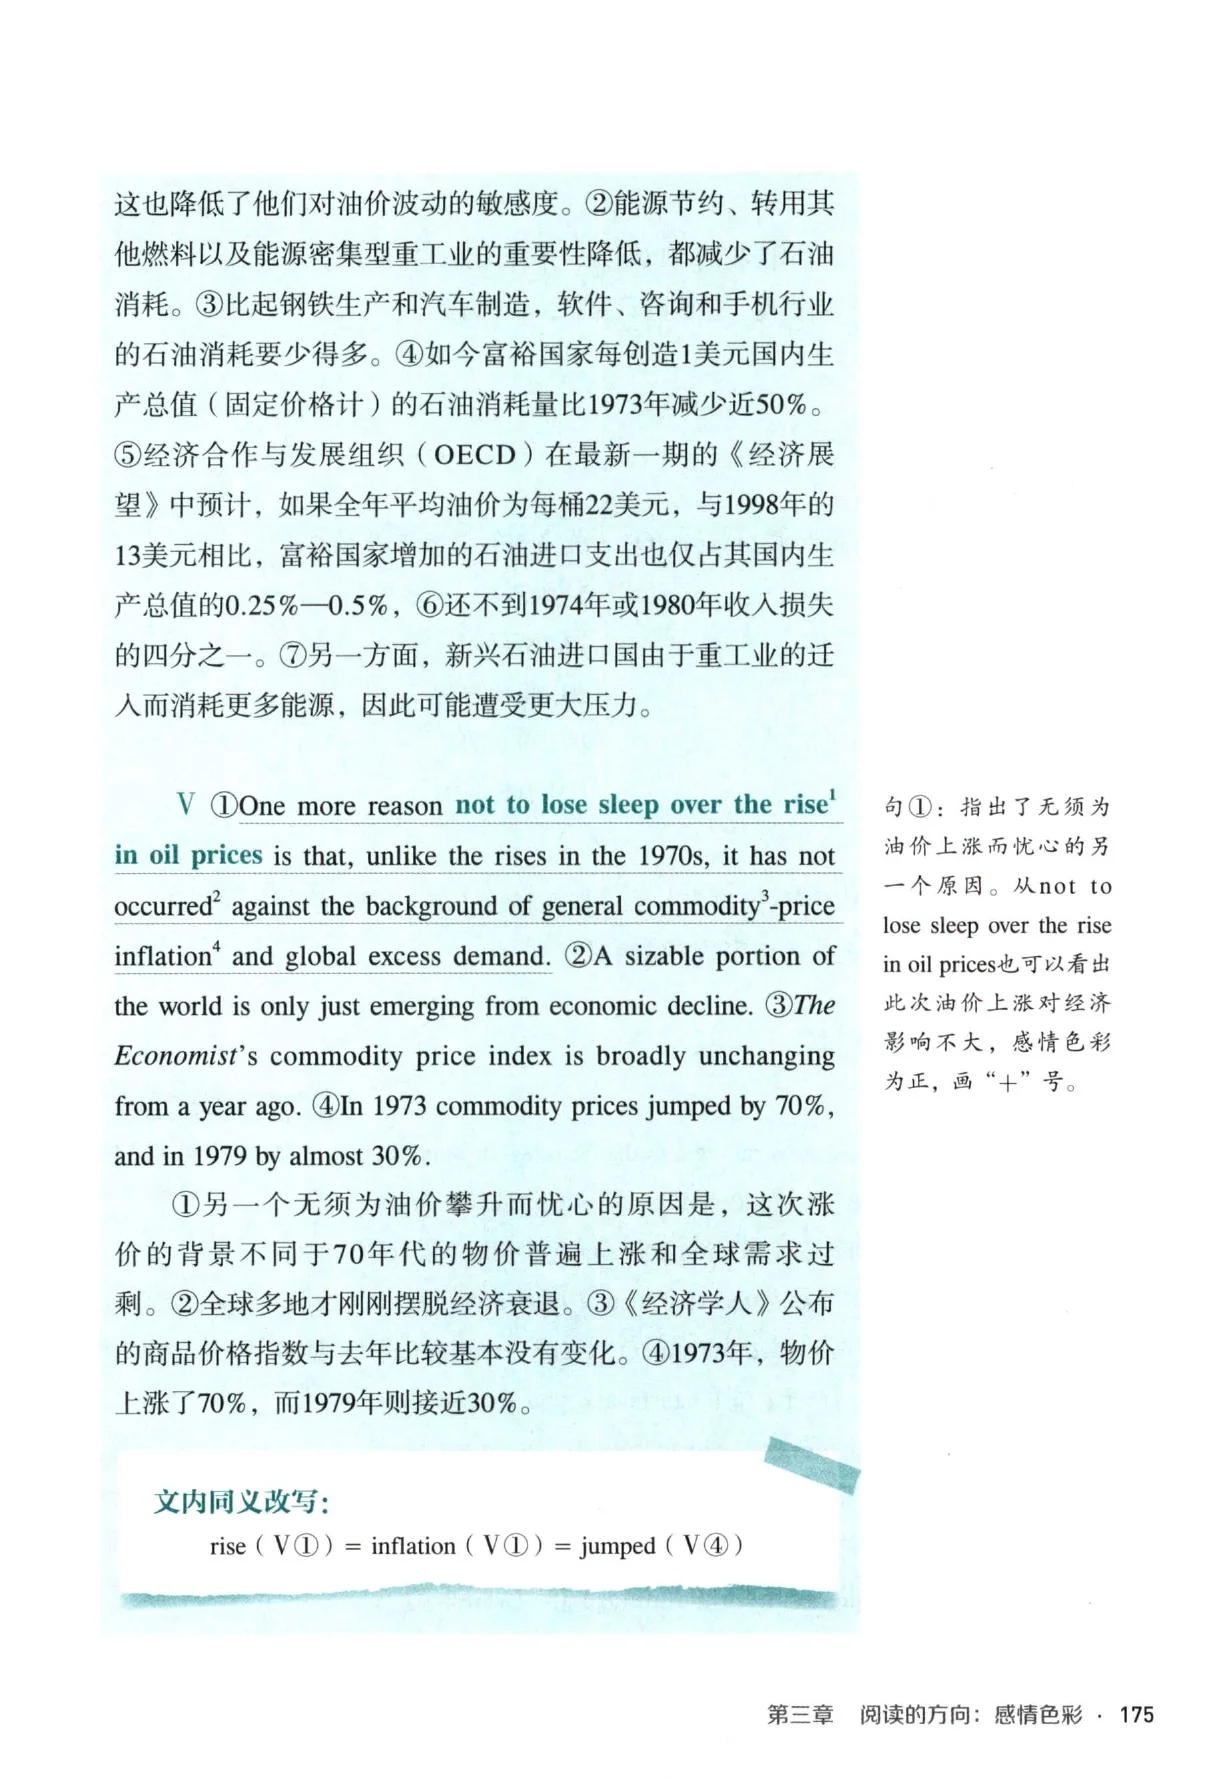 这也降低了他们对油价波动的敏感度。②能源节约、转用其
他燃料以及能源密集型重工业的重要性降低，都减少了石油
消耗。③比起钢铁生产和汽车制造，软件、咨询和手机行业
的石油消耗要少得多。④如今富裕国家每创造1美元国内生
产总值（固定价格计）的石油消耗量比1973年减少近50%。
⑤经济合作与发展组织（OECD）在最新一期的《经济展
望》中预计，如果全年平均油价为每桶22美元，与1998年的
13美元相比，富裕国家增加的石油进口支出也仅占其国内生
产总值的0.25%—0.5%，⑥还不到1974年或1980年收入损失
的四分之一。⑦另一方面，新兴石油进口国由于重工业的迁
入而消耗更多能源，因此可能遭受更大压力。
Ⅴ ①One more reason not to lose sleep over the rise¹
in oil prices is that, unlike the rises in the 1970s, it has not
occurred² against the background of general commodity³-price
inflation⁴ and global excess demand. ②A sizable portion of
the world is only just emerging from economic decline. ③The
Economist's commodity price index is broadly unchanging
from a year ago. ④In 1973 commodity prices jumped by 70%,
and in 1979 by almost 30%.
句①：指出了无须为
油价上涨而忧心的另
一个原因。从not to
lose sleep over the rise
in oil prices也可以看出
此次油价上涨对经济
影响不大，感情色彩
为正，画“+”号。
①另一个无须为油价攀升而忧心的原因是，这次涨
价的背景不同于70年代的物价普遍上涨和全球需求过
剩。②全球多地才刚刚摆脱经济衰退。③《经济学人》公布
的商品价格指数与去年比较基本没有变化。④1973年，物价
上涨了70%，而1979年则接近30%。
文内同义改写：
rise（Ⅴ①）= inflation（Ⅴ①）= jumped（Ⅴ④）
第三章 阅读的方向：感情色彩 · 175